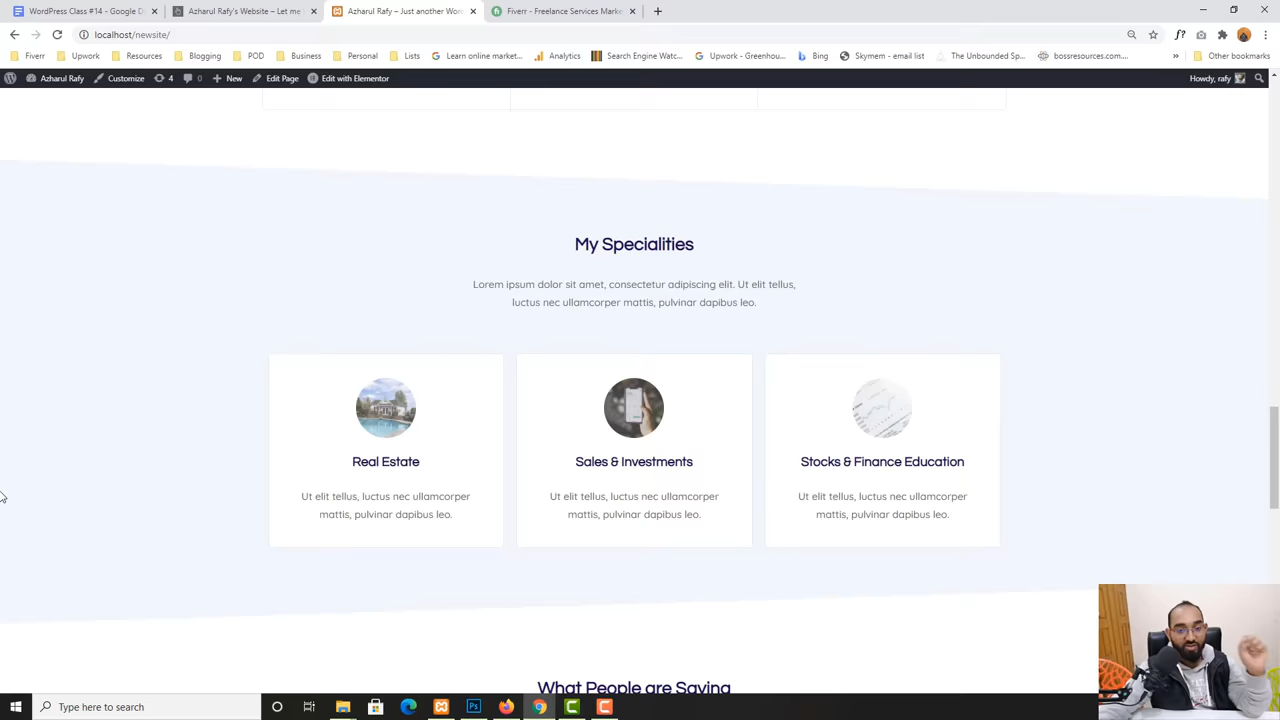 WordPress Class #14 - Google D
Azharul Rafy's Website – Let me
Azharul Rafy – Just another Wor
Fiverr - Freelance Services Mark
localhost/newsite/
Fiverr
Upwork
Resources
Blogging
POD
Business
Personal
Lists
Learn online market...
Analytics
Search Engine Watc...
Upwork - Greenhou...
Bing
Skymem - email list
The Unbounded Sp...
bossresources.com...
Other bookmarks
Azharul Rafy
Customize
4
0
New
Edit Page
Edit with Elementor
Howdy, rafy
My Specialities
Lorem ipsum dolor sit amet, consectetur adipiscing elit. Ut elit tellus,
luctus nec ullamcorper mattis, pulvinar dapibus leo.
Real Estate
Ut elit tellus, luctus nec ullamcorper
mattis, pulvinar dapibus leo.
Sales & Investments
Ut elit tellus, luctus nec ullamcorper
mattis, pulvinar dapibus leo.
Stocks & Finance Education
Ut elit tellus, luctus nec ullamcorper
mattis, pulvinar dapibus leo.
What People are Saying
Type here to search